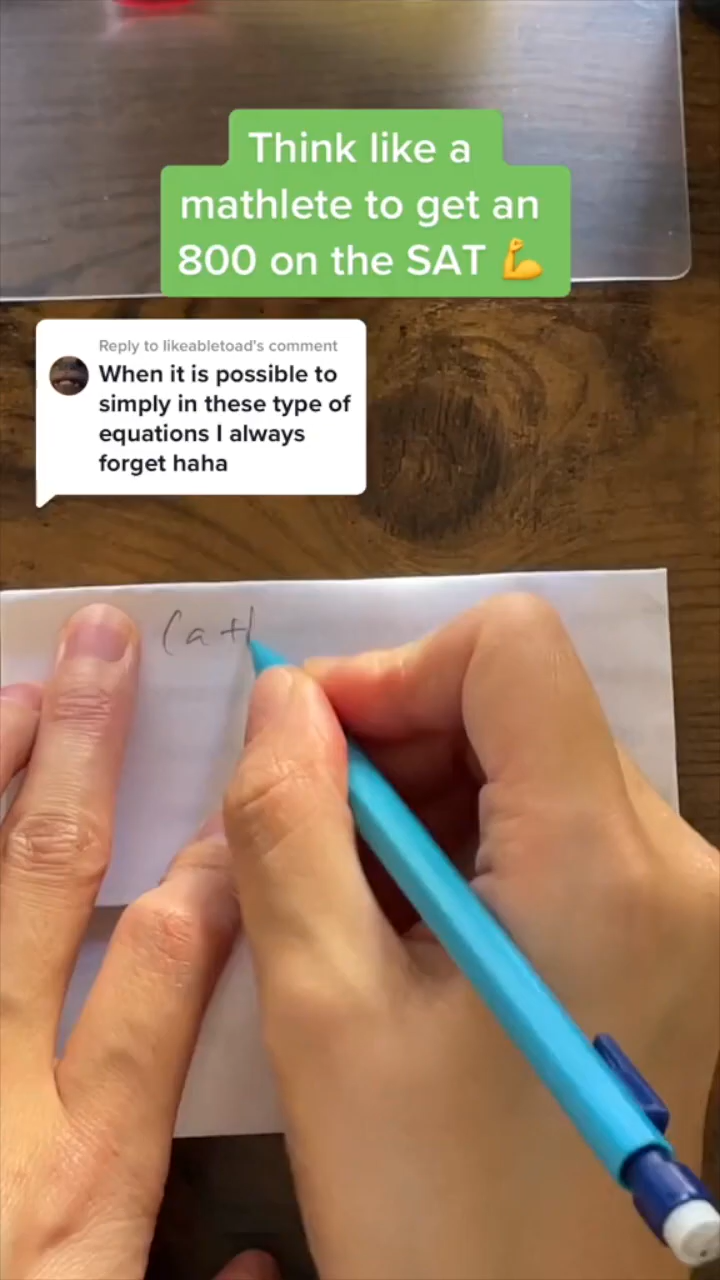 Think like a
mathlete to get an
800 on the SAT 💪
Reply to likeabletoad's comment
When it is possible to
simply in these type of
equations I always
forget haha
(a+